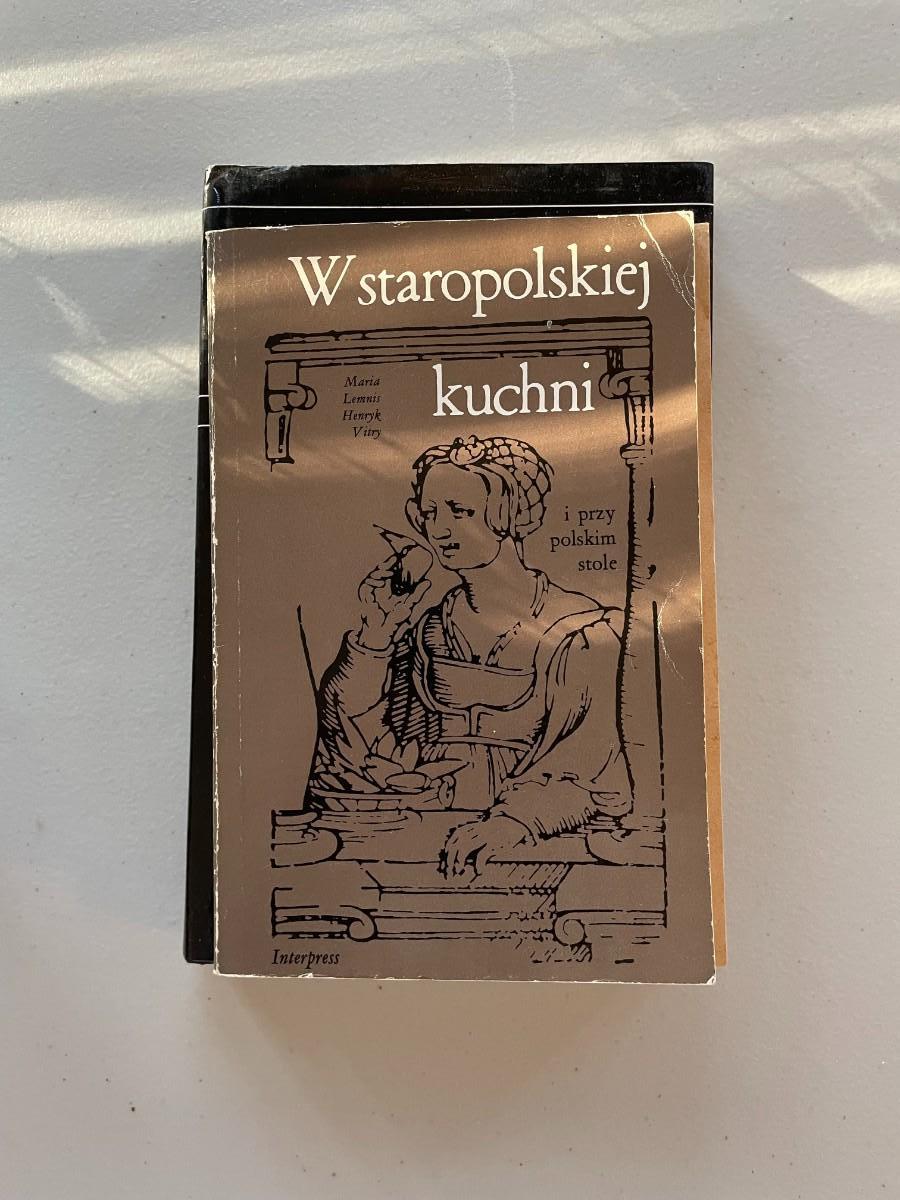 W staropolskiej
kuchni
Maria
Lemnis
Henryk
Vitry
i przy
polskim
stole
Interpress